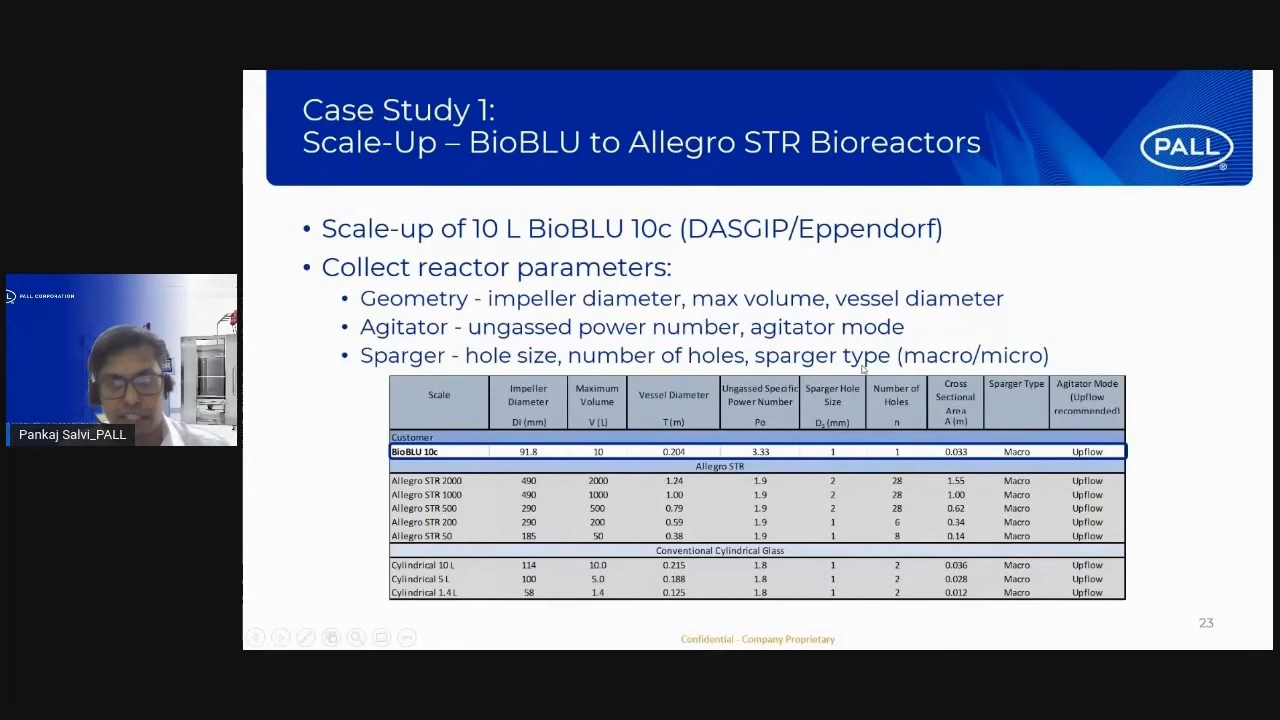 Case Study 1:
Scale-Up – BioBLU to Allegro STR Bioreactors
PALL
®
• Scale-up of 10 L BioBLU 10c (DASGIP/Eppendorf)
• Collect reactor parameters:
• Geometry - impeller diameter, max volume, vessel diameter
• Agitator - ungassed power number, agitator mode
• Sparger - hole size, number of holes, sparger type (macro/micro)
Scale Impeller Diameter Di (mm) Maximum Volume V (L) Vessel Diameter T (m) Ungassed Specific Power Number Po Sparger Hole Size Ds (mm) Number of Holes n Cross Sectional Area A (m) Sparger Type Agitator Mode (Upflow recommended)
Customer
BioBLU 10c 91.8 10 0.204 3.33 1 1 0.033 Macro Upflow
Allegro STR
Allegro STR 2000 490 2000 1.24 1.9 2 28 1.55 Macro Upflow
Allegro STR 1000 490 1000 1.00 1.9 2 28 1.00 Macro Upflow
Allegro STR 500 290 500 0.79 1.9 2 28 0.62 Macro Upflow
Allegro STR 200 290 200 0.59 1.9 1 6 0.34 Macro Upflow
Allegro STR 50 185 50 0.38 1.9 1 8 0.14 Macro Upflow
Conventional Cylindrical Glass
Cylindrical 10 L 114 10.0 0.215 1.8 1 2 0.036 Macro Upflow
Cylindrical 5 L 100 5.0 0.188 1.8 1 2 0.028 Macro Upflow
Cylindrical 1.4 L 58 1.4 0.125 1.8 1 2 0.012 Macro Upflow
23
Confidential - Company Proprietary
PALL CORPORATION
Pankaj Salvi_PALL